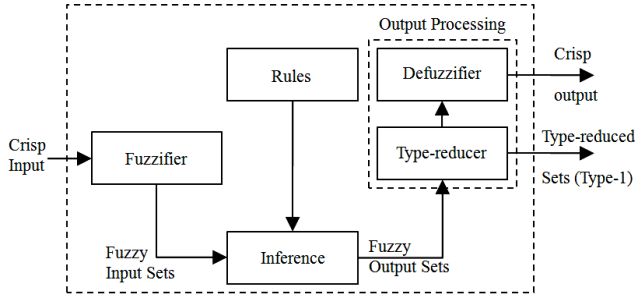 Output Processing
Crisp
output
Defuzzifier
Rules
Type-reduced
Sets (Type-1)
Type-reducer
Crisp
Input
Fuzzifier
Fuzzy
Input Sets
Inference
Fuzzy
Output Sets